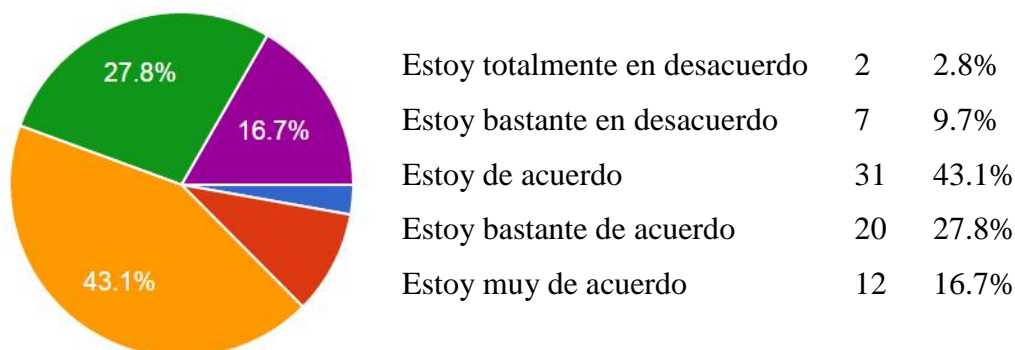 27.8%
16.7%
43.1%
Estoy totalmente en desacuerdo 2 2.8%
Estoy bastante en desacuerdo 7 9.7%
Estoy de acuerdo 31 43.1%
Estoy bastante de acuerdo 20 27.8%
Estoy muy de acuerdo 12 16.7%